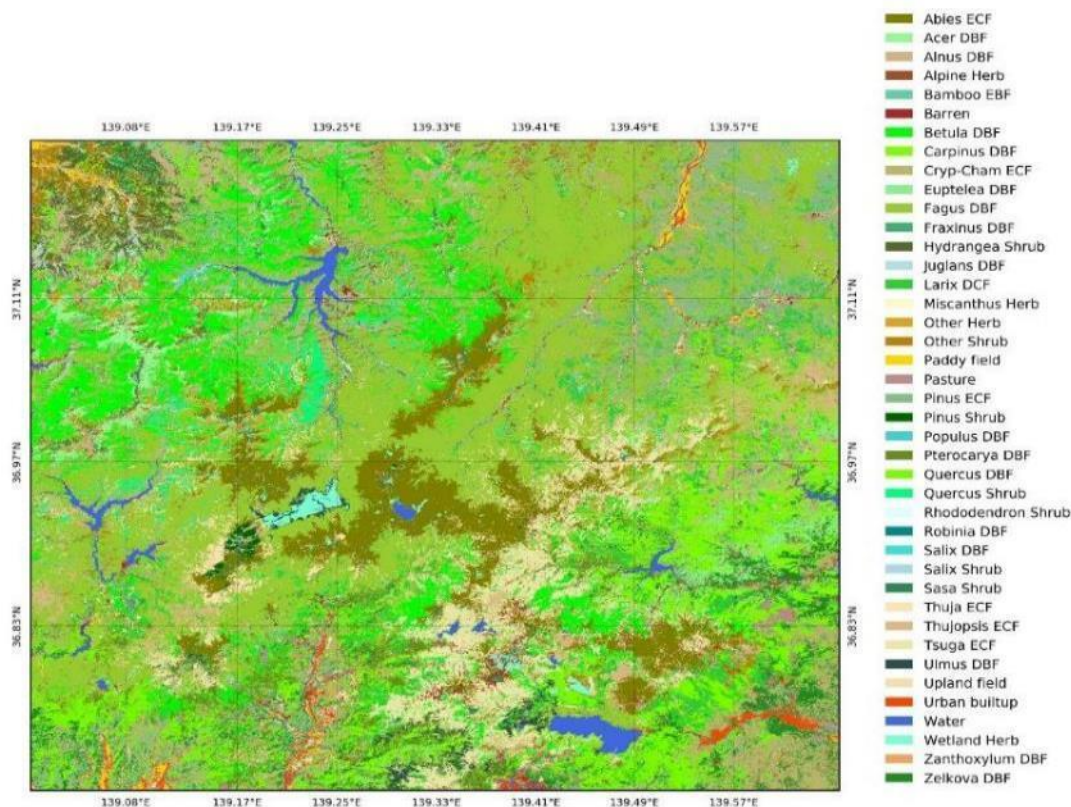 Abies ECF
Acer DBF
Alnus DBF
Alpine Herb
Bamboo EBF
Barren
Betula DBF
Carpinus DBF
Cryp-Cham ECF
Euptelea DBF
Fagus DBF
Fraxinus DBF
Hydrangea Shrub
Juglans DBF
Larix DCF
Miscanthus Herb
Other Herb
Other Shrub
Paddy field
Pasture
Pinus ECF
Pinus Shrub
Populus DBF
Pterocarya DBF
Quercus DBF
Quercus Shrub
Rhododendron Shrub
Robinia DBF
Salix DBF
Salix Shrub
Sasa Shrub
Thuja ECF
Thujopsis ECF
Tsuga ECF
Ulmus DBF
Upland field
Urban builtup
Water
Wetland Herb
Zanthoxylum DBF
Zelkova DBF
139.08°E 139.17°E 139.25°E 139.33°E 139.41°E 139.49°E 139.57°E
37.11°N 37.11°N
36.97°N 36.97°N
36.83°N 36.83°N
139.08°E 139.17°E 139.25°E 139.33°E 139.41°E 139.49°E 139.57°E